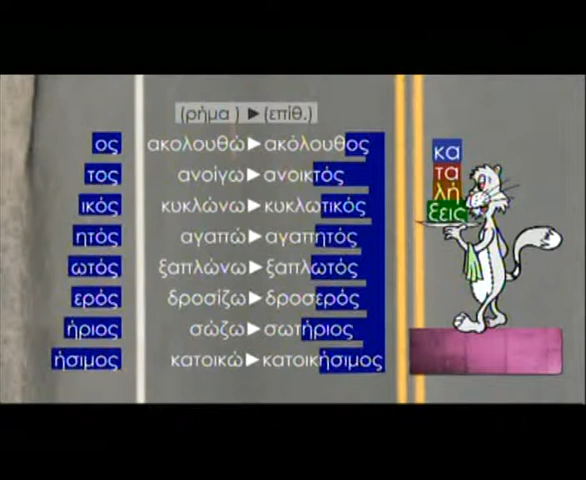 (ρήμα ) ► (επίθ.)
ος ακολουθώ►ακόλουθος
τος ανοίγω►ανοικτός
ικός κυκλώνω►κυκλωτικός
ητός αγαπώ►αγαπητός
ωτός ξαπλώνω►ξαπλωτός
ερός δροσίζω►δροσερός
ήριος σώζω►σωτήριος
ήσιμος κατοικώ►κατοικήσιμος
κα
τα
λή
ξεις